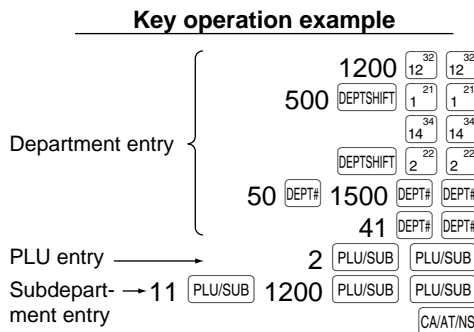 Key operation example
1200 12 32 12 32
500 DEPTSHIFT 1 21 1 21
14 34 14 34
Department entry
DEPTSHIFT 2 22 2 22
50 DEPT# 1500 DEPT# DEPT#
41 DEPT# DEPT#
PLU entry 2 PLU/SUB PLU/SUB
Subdepart- 11 PLU/SUB 1200 PLU/SUB PLU/SUB
ment entry
CA/AT/NS